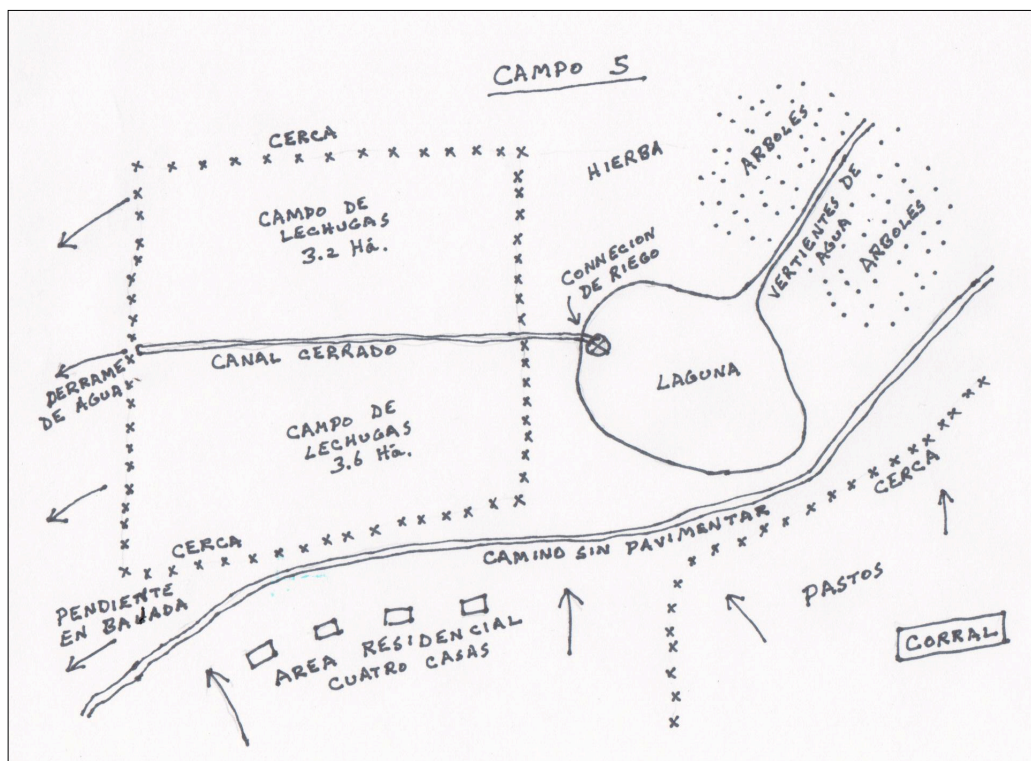 CAMPO 5
CERCA
HIERBA
ARBOLES
VERTIENTES DE
AGUA
ARBOLES
CAMPO DE
LECHUGAS
3.2 Há.
CONNECION
DE RIEGO
CANAL CERRADO
DERRAME
DE AGUA
LAGUNA
CAMPO DE
LECHUGAS
3.6 Há.
CERCA
CERCA
CAMINO SIN PAVIMENTAR
PENDIENTE
EN BAJADA
PASTOS
CORRAL
AREA RESIDENCIAL
CUATRO CASAS